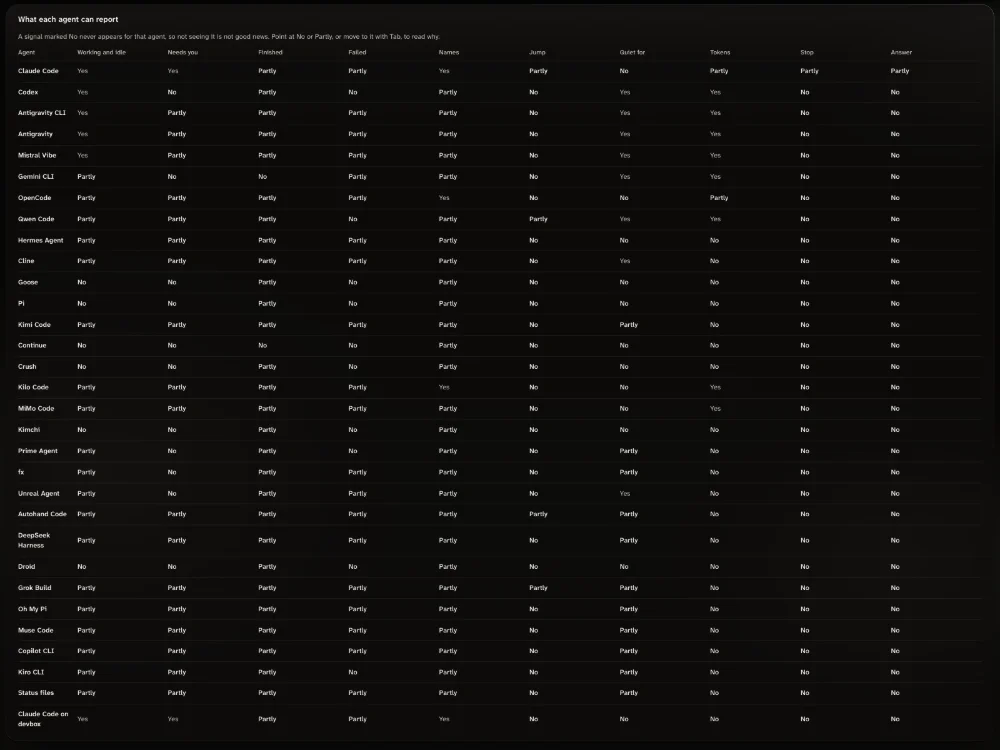 What each agent can report
A signal marked No never appears for that agent, so not seeing it is not good news. Point at No or Partly, or move to it with Tab, to read why.
Agent Working and idle Needs you Finished Failed Names Jump Quiet for Tokens Stop Answer
Claude Code Yes Yes Partly Partly Yes Partly No Partly Partly Partly
Codex Yes No Partly No Partly No Yes Yes No No
Antigravity CLI Yes Partly Partly Partly Partly No Yes Yes No No
Antigravity Yes Partly Partly Partly Partly No Yes Yes No No
Mistral Vibe Yes Partly Partly Partly Partly No Yes Yes No No
Gemini CLI Partly No No Partly Partly No Yes Yes No No
OpenCode Partly Partly Partly Partly Yes No No Partly No No
Qwen Code Partly Partly Partly No Partly Partly Yes Yes No No
Hermes Agent Partly Partly Partly Partly Partly No No No No No
Cline Partly Partly Partly Partly Partly No Yes No No No
Goose No No Partly No Partly No No No No No
Pi No No Partly No Partly No No No No No
Kimi Code Partly Partly Partly Partly Partly No Partly No No No
Continue No No No No Partly No No No No No
Crush No No Partly No Partly No No No No No
Kilo Code Partly Partly Partly Partly Yes No No Yes No No
MiMo Code Partly Partly Partly Partly Partly No No Yes No No
Kimchi No No Partly No Partly No No No No No
Prime Agent Partly No Partly No Partly No Partly No No No
fx Partly No Partly Partly Partly No Partly No No No
Unreal Agent Partly No Partly Partly Partly No Yes No No No
Autohand Code Partly Partly Partly Partly Partly Partly Partly No No No
DeepSeek
Harness Partly Partly Partly Partly Partly No Partly No No No
Droid No No Partly No Partly No No No No No
Grok Build Partly Partly Partly Partly Partly Partly Partly No No No
Oh My Pi Partly Partly Partly Partly Partly No Partly No No No
Muse Code Partly Partly Partly Partly Partly No Partly No No No
Copilot CLI Partly Partly Partly Partly Partly No Partly No No No
Kiro CLI Partly Partly Partly No Partly No Partly No No No
Status files Partly Partly Partly Partly Partly No Partly No No No
Claude Code on
devbox Yes Yes Partly Partly Yes No No No No No